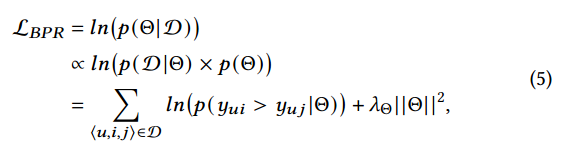 ℒ_BPR = ln(p(Θ|𝒟))
∝ ln(p(𝒟|Θ) × p(Θ))
= ∑_{⟨u,i,j⟩∈𝒟} ln(p(y_ui > y_uj|Θ)) + λ_Θ||Θ||², (5)